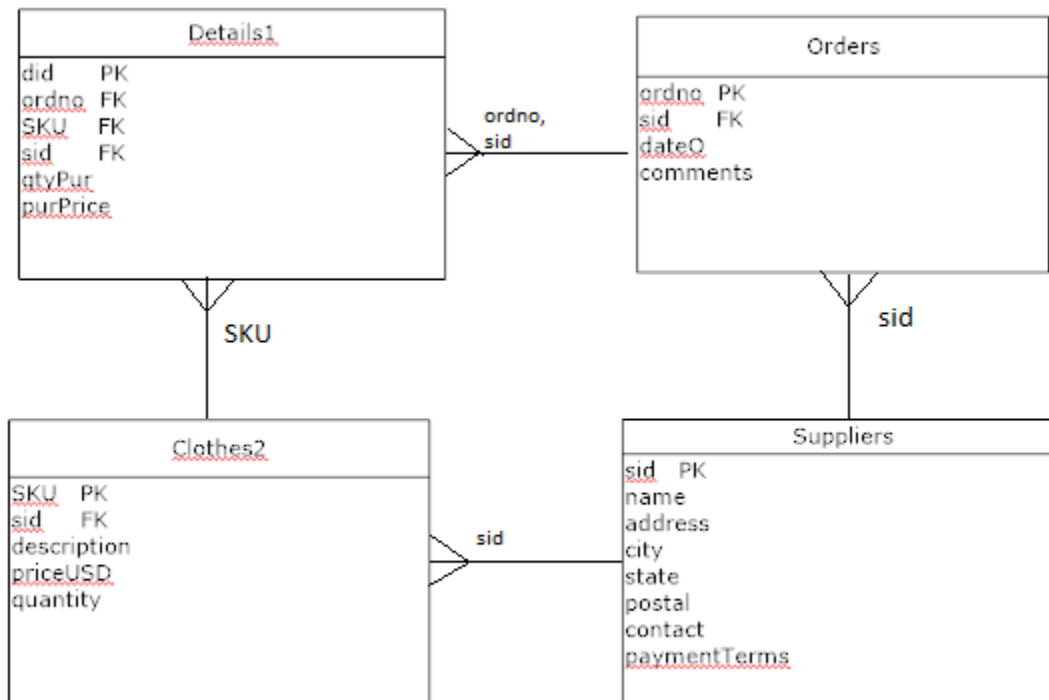 Details1
did PK
ordno FK
SKU FK
sid FK
qtyPur
purPrice
ordno,
sid
Orders
ordno PK
sid FK
dateO
comments
SKU
sid
Clothes2
SKU PK
sid FK
description
priceUSD
quantity
sid
Suppliers
sid PK
name
address
city
state
postal
contact
paymentTerms